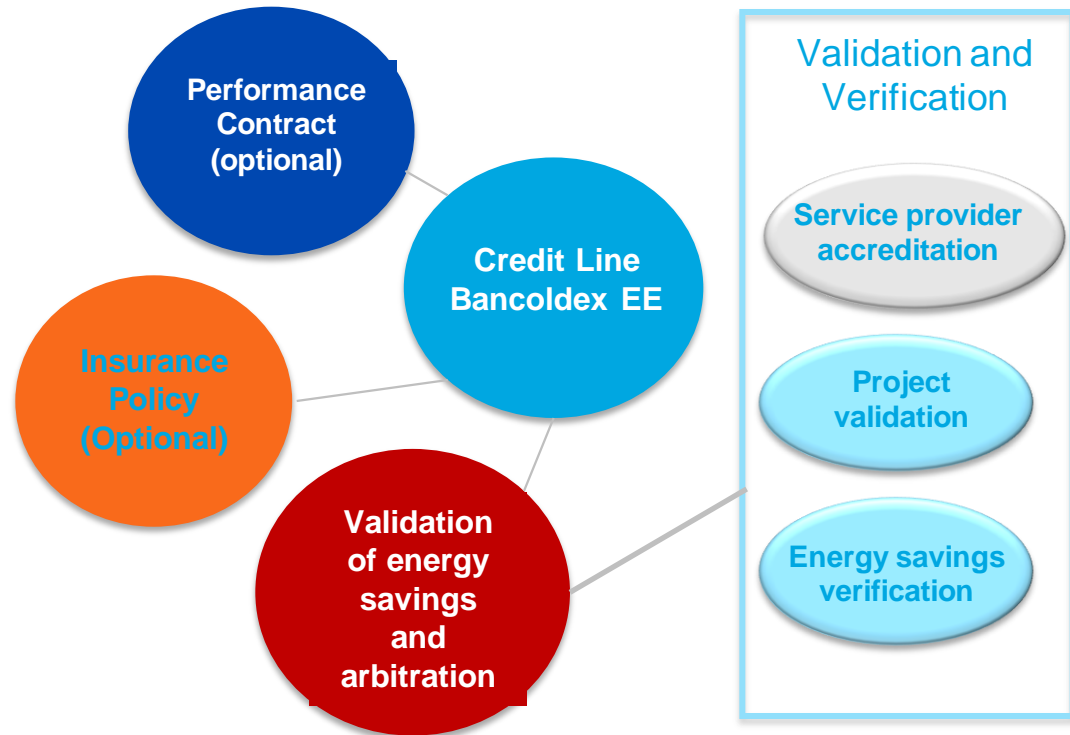 Performance
Contract
(optional)
Credit Line
Bancoldex EE
Insurance
Policy
(Optional)
Validation
of energy
savings
and
arbitration
Validation and
Verification
Service provider
accreditation
Project
validation
Energy savings
verification